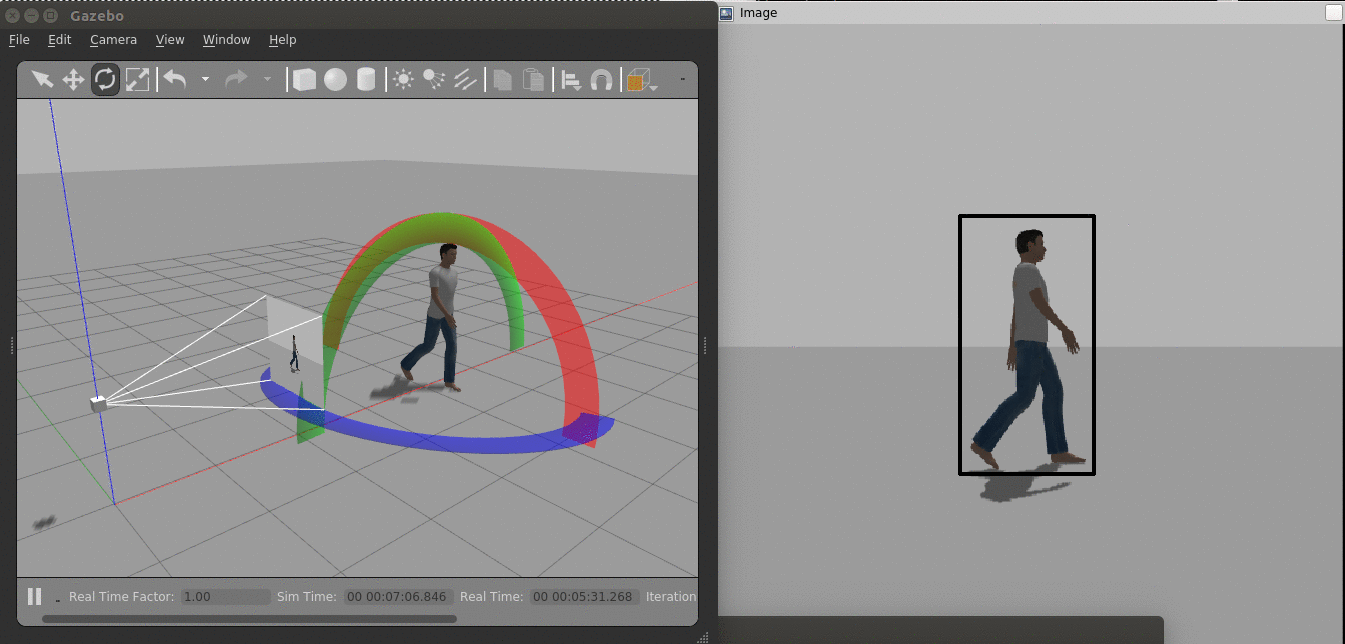 Gazebo
File Edit Camera View Window Help
Real Time Factor: 1.00 Sim Time: 00 00:07:06.846 Real Time: 00 00:05:31.268 Iteration
Image